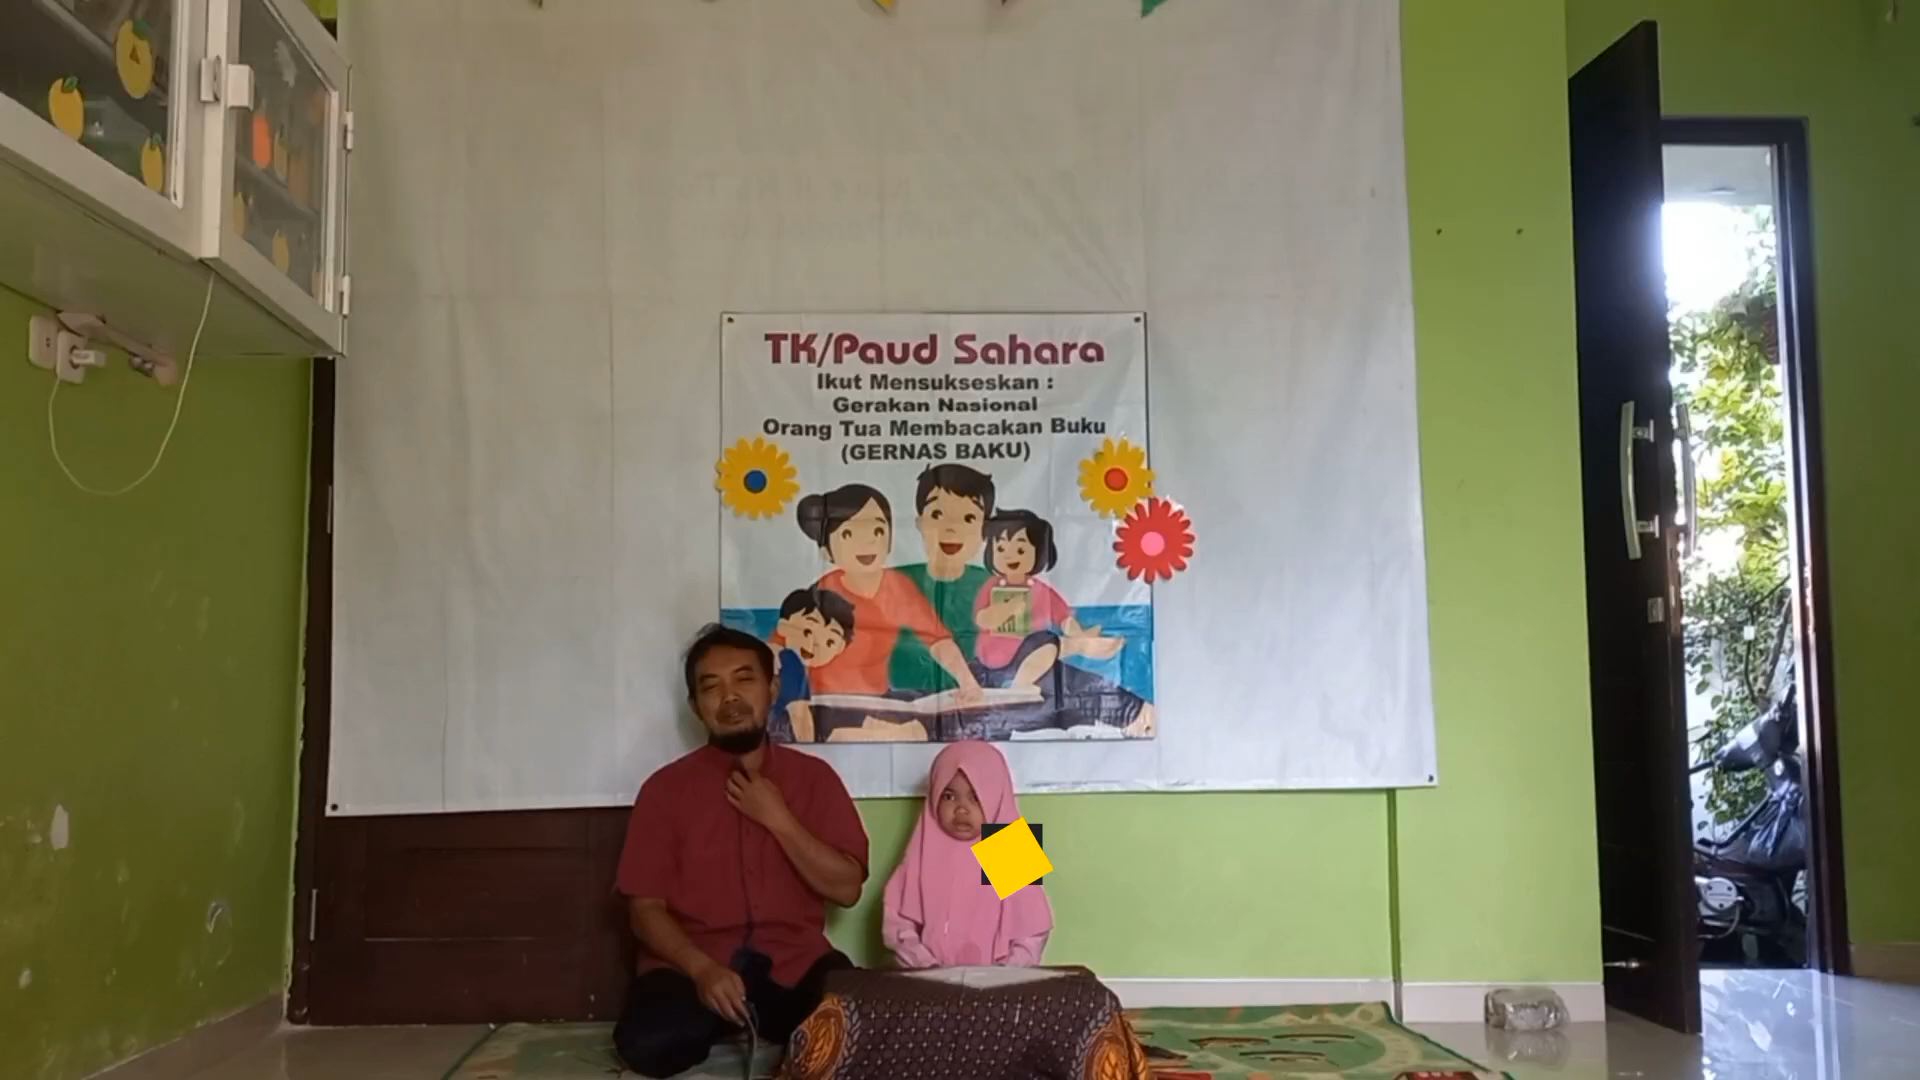 TK/Paud Sahara
Ikut Mensukseskan :
Gerakan Nasional
Orang Tua Membacakan Buku
(GERNAS BAKU)